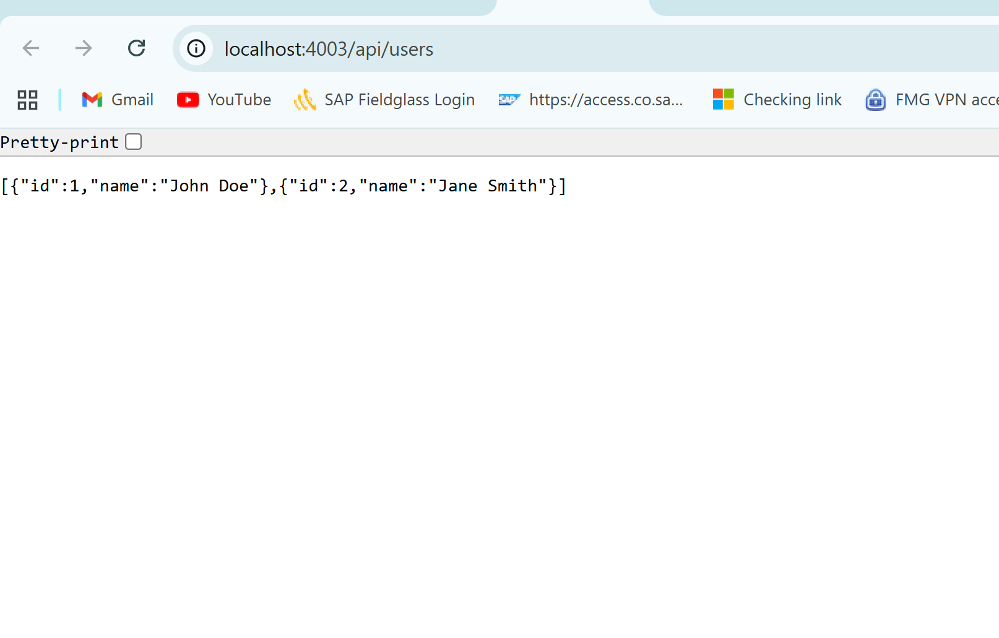 localhost:4003/api/users
Gmail YouTube SAP Fieldglass Login SAP https://access.co.sa... Checking link FMG VPN acce
Pretty-print
[{"id":1,"name":"John Doe"},{"id":2,"name":"Jane Smith"}]